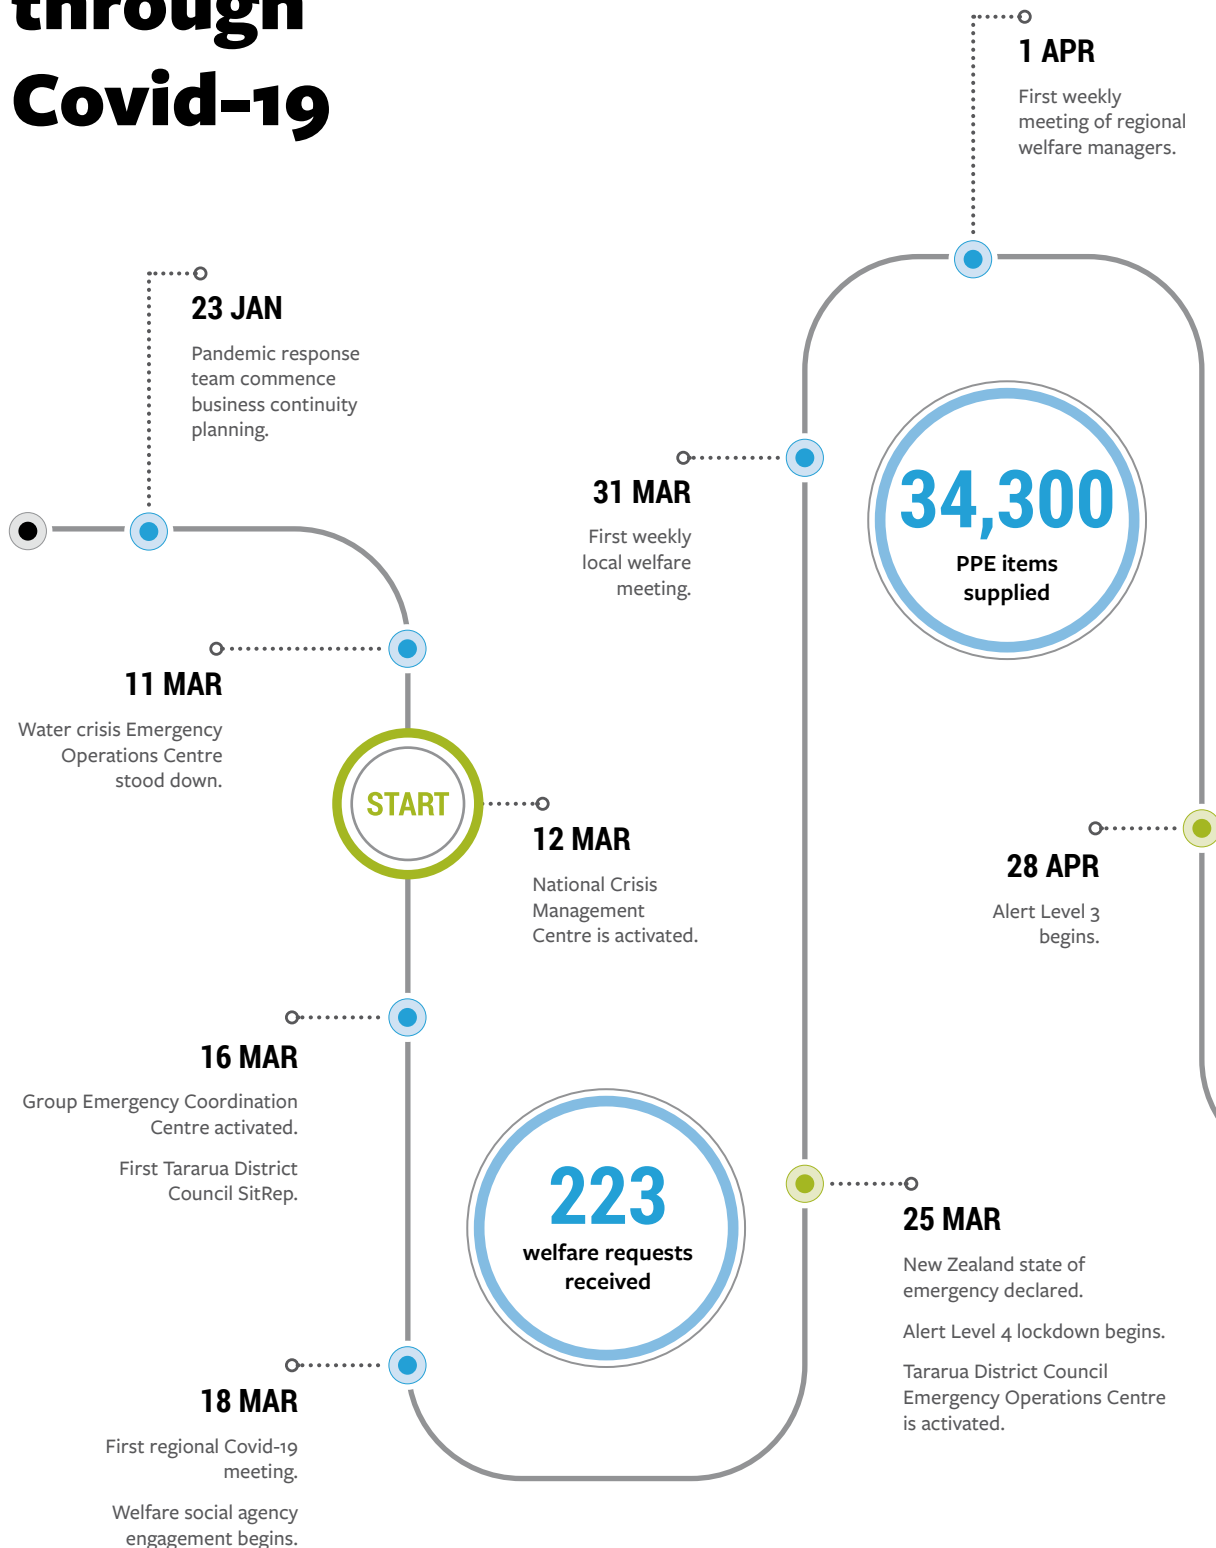 through
Covid-19
23 JAN
Pandemic response
team commence
business continuity
planning.
11 MAR
Water crisis Emergency
Operations Centre
stood down.
START
12 MAR
National Crisis
Management
Centre is activated.
16 MAR
Group Emergency Coordination
Centre activated.
First Tararua District
Council SitRep.
18 MAR
First regional Covid-19
meeting.
Welfare social agency
engagement begins.
223
welfare requests
received
25 MAR
New Zealand state of
emergency declared.
Alert Level 4 lockdown begins.
Tararua District Council
Emergency Operations Centre
is activated.
31 MAR
First weekly
local welfare
meeting.
1 APR
First weekly
meeting of regional
welfare managers.
34,300
PPE items
supplied
28 APR
Alert Level 3
begins.